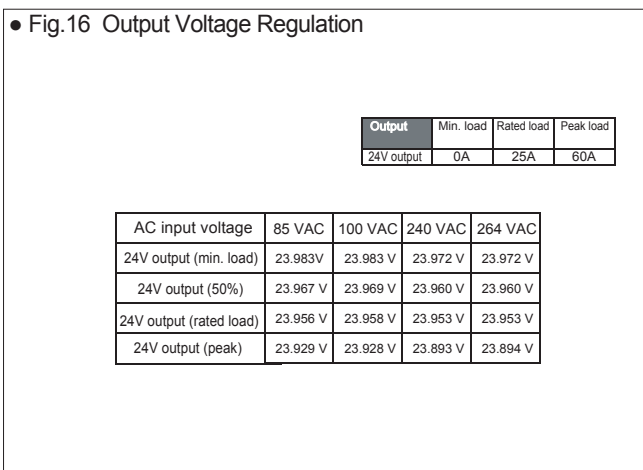 ● Fig.16 Output Voltage Regulation
Output Min. load Rated load Peak load
24V output 0A 25A 60A
AC input voltage 85 VAC 100 VAC 240 VAC 264 VAC
24V output (min. load) 23.983V 23.983 V 23.972 V 23.972 V
24V output (50%) 23.967 V 23.969 V 23.960 V 23.960 V
24V output (rated load) 23.956 V 23.958 V 23.953 V 23.953 V
24V output (peak) 23.929 V 23.928 V 23.893 V 23.894 V